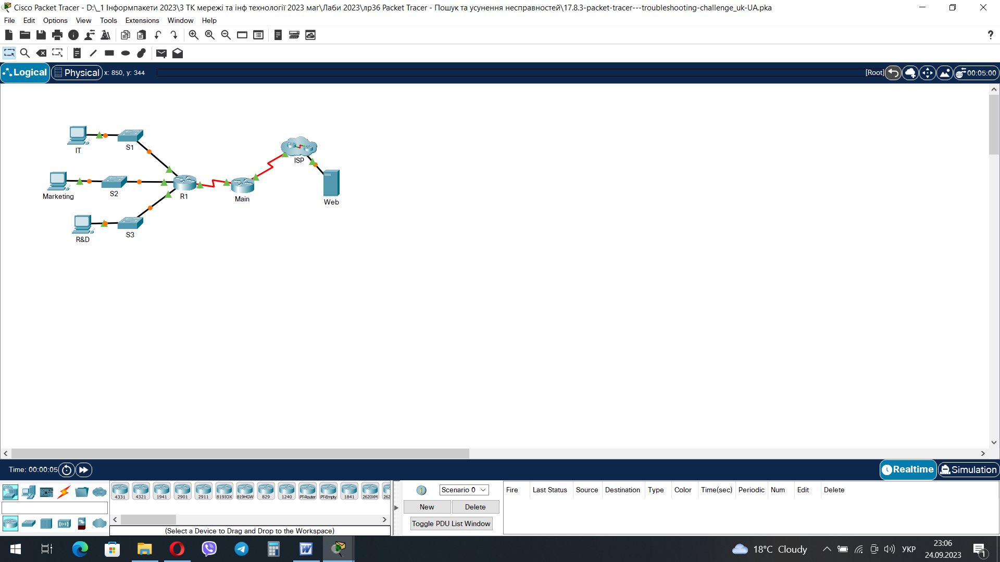 Cisco Packet Tracer - D:\_1 Інформпакети 2023\3 ТК мережі та інф технології 2023 маг\Лаби 2023\лр36 Packet Tracer - Пошук та усунення несправностей\17.8.3-packet-tracer---troubleshooting-challenge_uk-UA.pka
File Edit Options View Tools Extensions Window Help
Logical Physical x: 850, y: 344 [Root] 00:05:00
IT
S1
ISP
Marketing
S2
R1
Main
Web
R&D
S3
Time: 00:00:05 Realtime Simulation
4331 4321 1941 2901 2911 819IOX 819HGW 829 1240 PT-Router PT-Empty 1841 2620XM 262
(Select a Device to Drag and Drop to the Workspace)
Scenario 0
New Delete
Toggle PDU List Window
Fire Last Status Source Destination Type Color Time(sec) Periodic Num Edit Delete
18°C Cloudy УКР
23:06
24.09.2023
1